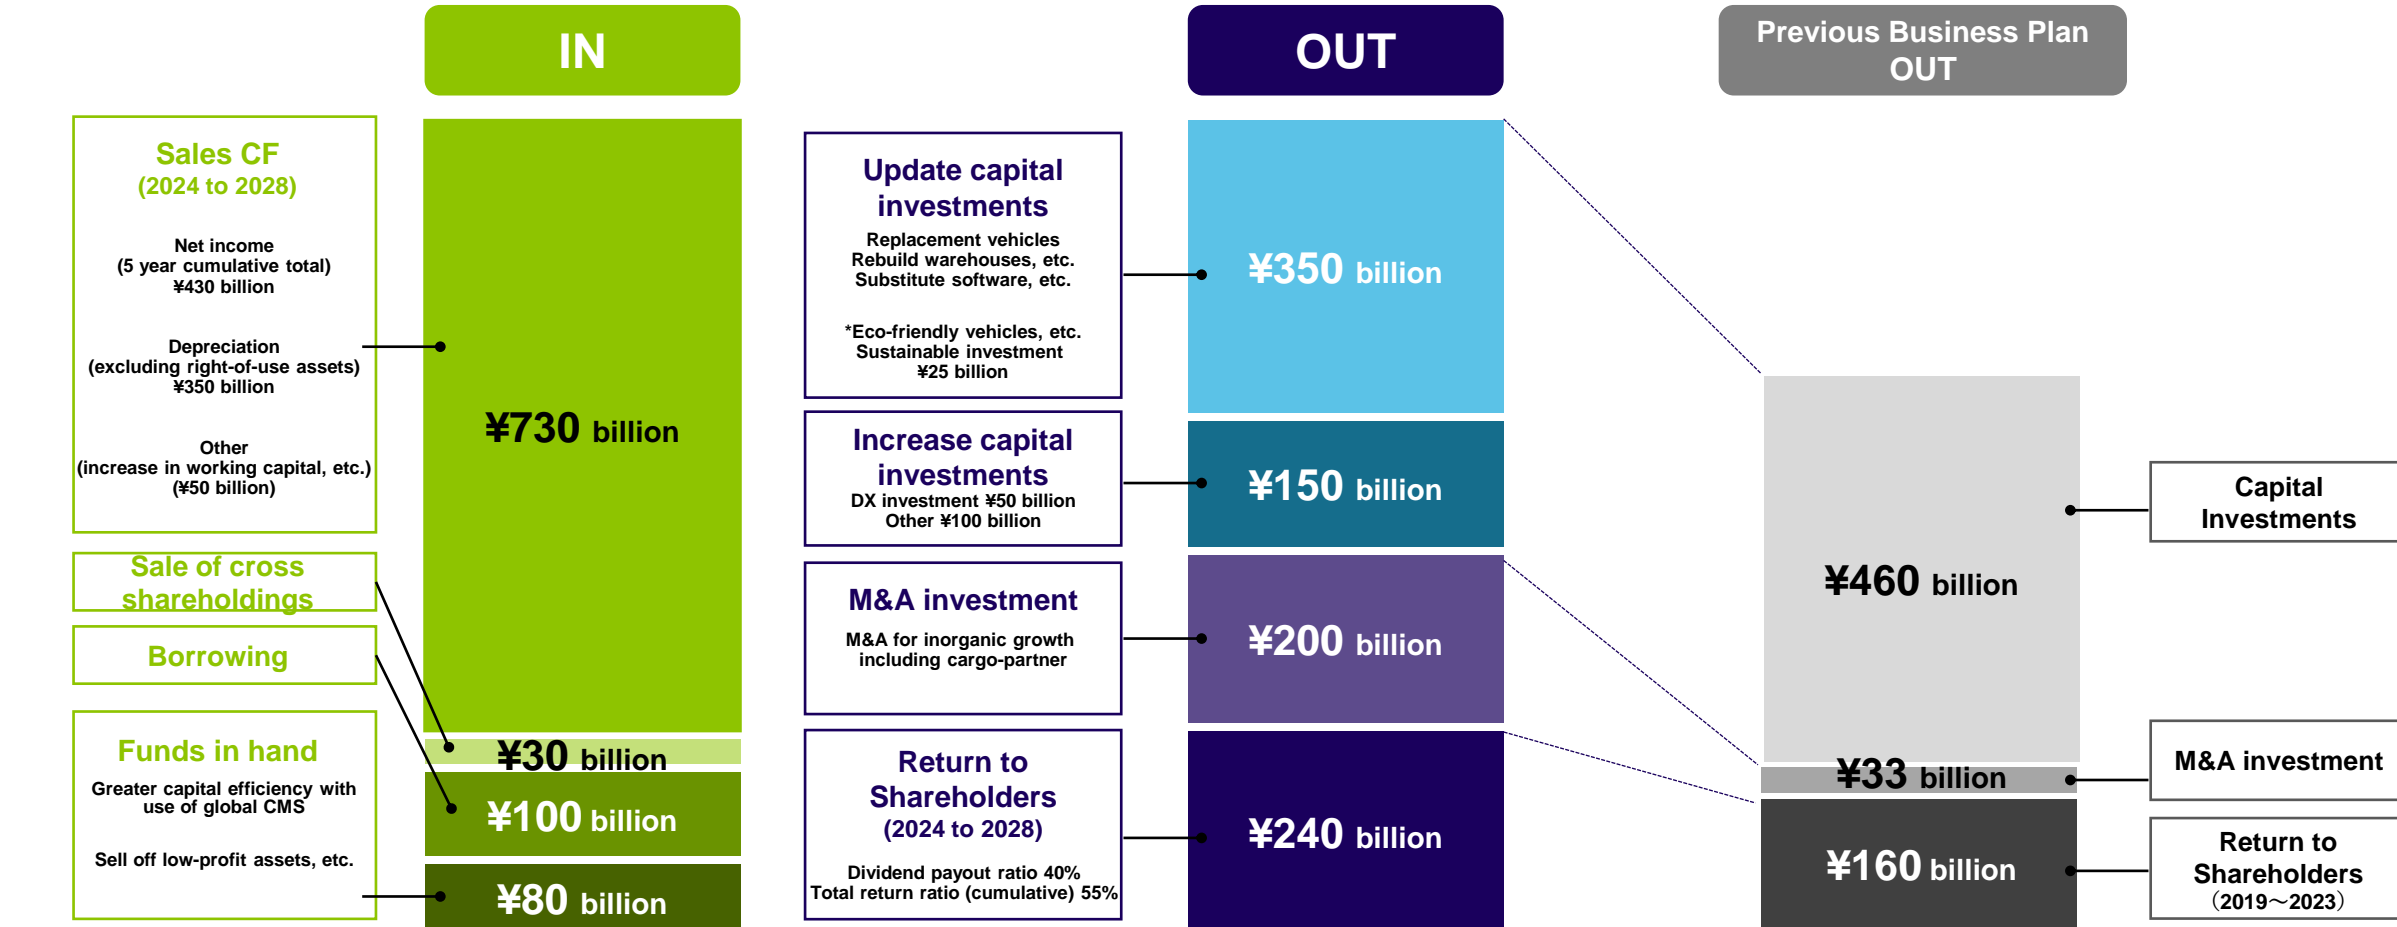 IN
OUT
Previous Business Plan
OUT
Sales CF
(2024 to 2028)
Net income
(5 year cumulative total)
¥430 billion
Depreciation
(excluding right-of-use assets)
¥350 billion
Other
(increase in working capital, etc.)
(¥50 billion)
Sale of cross
shareholdings
Borrowing
Funds in hand
Greater capital efficiency with
use of global CMS
Sell off low-profit assets, etc.
¥730 billion
¥30 billion
¥100 billion
¥80 billion
Update capital
investments
Replacement vehicles
Rebuild warehouses, etc.
Substitute software, etc.
*Eco-friendly vehicles, etc.
Sustainable investment
¥25 billion
Increase capital
investments
DX investment ¥50 billion
Other ¥100 billion
M&A investment
M&A for inorganic growth
including cargo-partner
Return to
Shareholders
(2024 to 2028)
Dividend payout ratio 40%
Total return ratio (cumulative) 55%
¥350 billion
¥150 billion
¥200 billion
¥240 billion
¥460 billion
¥33 billion
¥160 billion
Capital
Investments
M&A investment
Return to
Shareholders
（2019～2023）